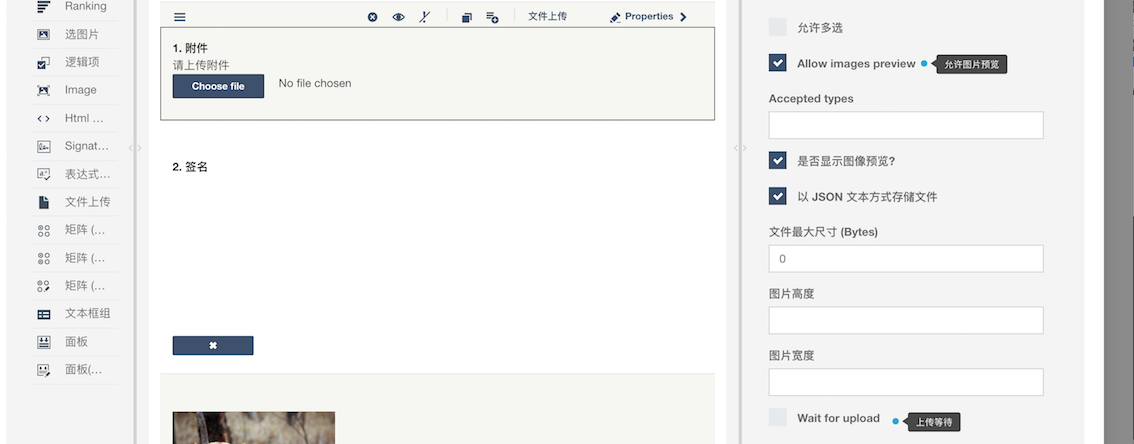 Ranking
选图片
逻辑项
Image
Html ...
Signat...
表达式...
文件上传
矩阵 (...
矩阵 (...
矩阵 (...
文本框组
面板
面板(...
文件上传
Properties
1. 附件
请上传附件
Choose file
No file chosen
2. 签名
允许多选
Allow images preview
允许图片预览
Accepted types
是否显示图像预览?
以 JSON 文本方式存储文件
文件最大尺寸 (Bytes)
0
图片高度
图片宽度
Wait for upload
上传等待